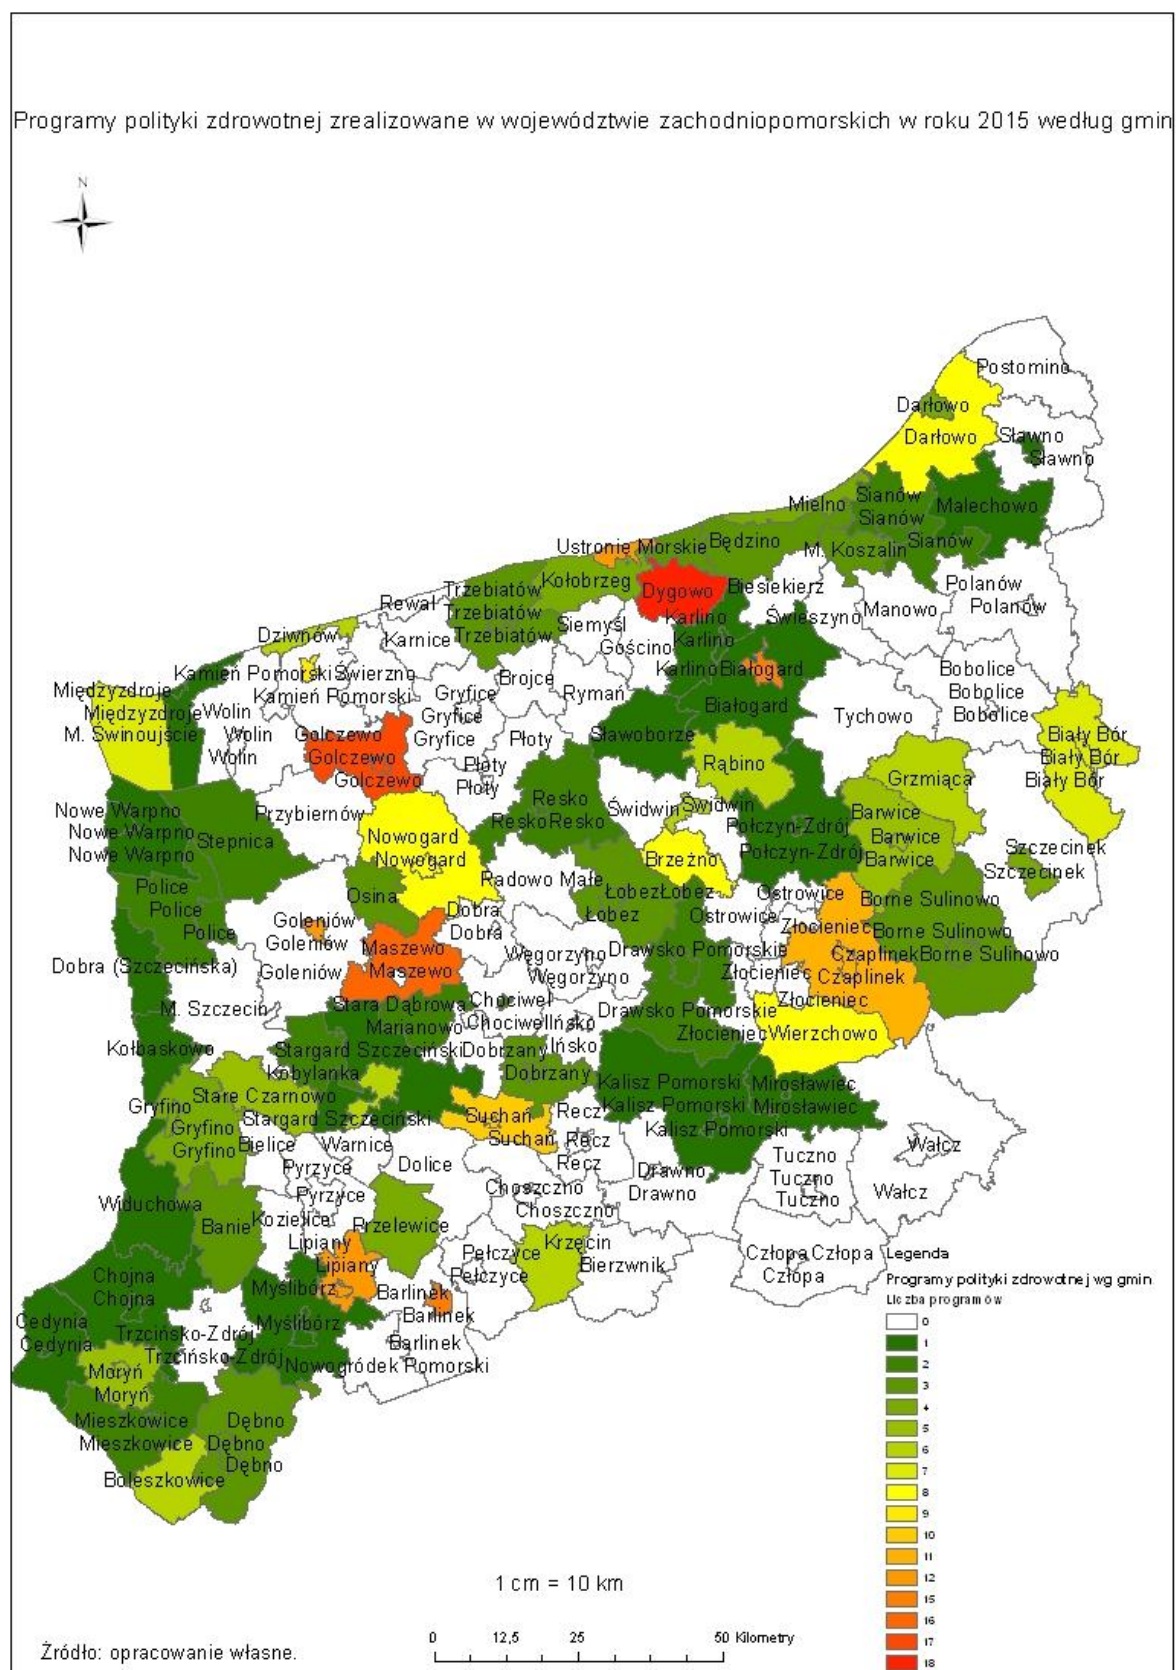 Programy polityki zdrowotnej zrealizowane w województwie zachodniopomorskich w roku 2015 według gmin
N
Postomino
Darłowo
Darłowo
Sławno
Sławno
Mielno
Sianów
Sianów
Malechowo
Ustronie Morskie
Będzino
M. Koszalin
Sianów
Kołobrzeg
Trzebiatów
Trzebiatów
Trzebiatów
Dygowo
Biesiekierz
Polanów
Polanów
Rewal
Karnice
Siemyśl
Gościno
Karlino
Karlino
Karlino
Świeszyno
Manowo
Dziwnów
Kamień Pomorski
Kamień Pomorski
Świerzno
Brojce
Rymań
Białogard
Białogard
Bobolice
Bobolice
Bobolice
Międzyzdroje
Międzyzdroje
M. Świnoujście
Wolin
Wolin
Wolin
Gryfice
Gryfice
Gryfice
Golczewo
Golczewo
Golczewo
Płoty
Płoty
Płoty
Sławoborze
Tychowo
Biały Bór
Biały Bór
Biały Bór
Rąbino
Grzmiąca
Nowe Warpno
Nowe Warpno
Nowe Warpno
Przybiernów
Stepnica
Resko
Resko
Resko
Świdwin
Świdwin
Połczyn-Zdrój
Połczyn-Zdrój
Barwice
Barwice
Barwice
Nowogard
Nowogard
Brzeżno
Szczecinek
Szczecinek
Police
Police
Police
Osina
Radowo Małe
Łobez
Łobez
Łobez
Ostrowice
Ostrowice
Borne Sulinowo
Borne Sulinowo
Borne Sulinowo
Dobra
Dobra
Goleniów
Goleniów
Goleniów
Złocieniec
Złocieniec
Złocieniec
Złocieniec
Maszewo
Maszewo
Węgorzyno
Węgorzyno
Drawsko Pomorskie
Drawsko Pomorskie
Czaplinek
Czaplinek
Dobra (Szczecińska)
M. Szczecin
Stara Dąbrowa
Chociwel
Chociwel
Marianowo
Ińsko
Ińsko
Wierzchowo
Kołbaskowo
Stargard Szczeciński
Stargard Szczeciński
Kobylanka
Dobrzany
Dobrzany
Stare Czarnowo
Kalisz Pomorski
Kalisz Pomorski
Kalisz Pomorski
Mirosławiec
Mirosławiec
Gryfino
Gryfino
Gryfino
Suchań
Suchań
Recz
Recz
Recz
Bielice
Warnice
Pyrzyce
Pyrzyce
Dolice
Drawno
Drawno
Tuczno
Tuczno
Tuczno
Wałcz
Wałcz
Widuchowa
Banie
Kozielice
Przelewice
Choszczno
Choszczno
Lipiany
Lipiany
Krzęcin
Pełczyce
Pełczyce
Bierzwnik
Człopa
Człopa
Człopa
Chojna
Chojna
Myślibórz
Myślibórz
Barlinek
Barlinek
Barlinek
Cedynia
Cedynia
Trzcińsko-Zdrój
Trzcińsko-Zdrój
Nowogródek Pomorski
Moryń
Moryń
Mieszkowice
Mieszkowice
Dębno
Dębno
Dębno
Boleszkowice
Legenda
Programy polityki zdrowotnej wg gmin
Liczba programów
0
1
2
3
4
5
6
7
8
9
10
11
12
15
16
17
18
1 cm = 10 km
0 12,5 25 50 Kilometry
Źródło: opracowanie własne.